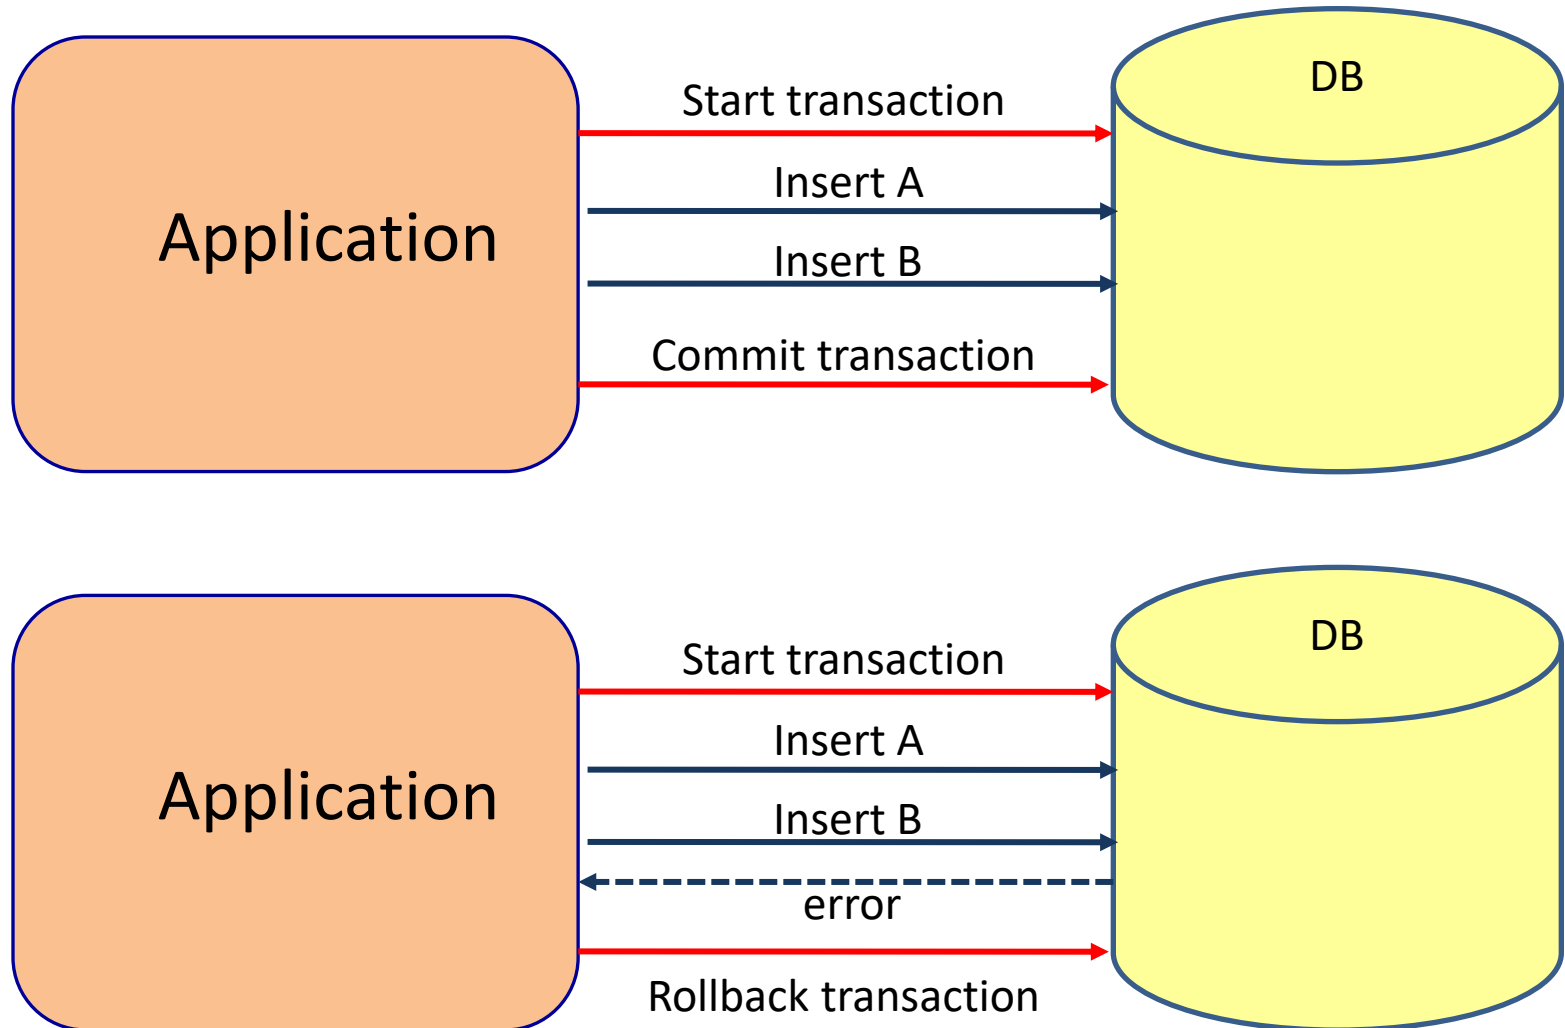 Start transaction
DB
Insert A
Application
Insert B
Commit transaction
Start transaction
DB
Insert A
Application
Insert B
error
Rollback transaction